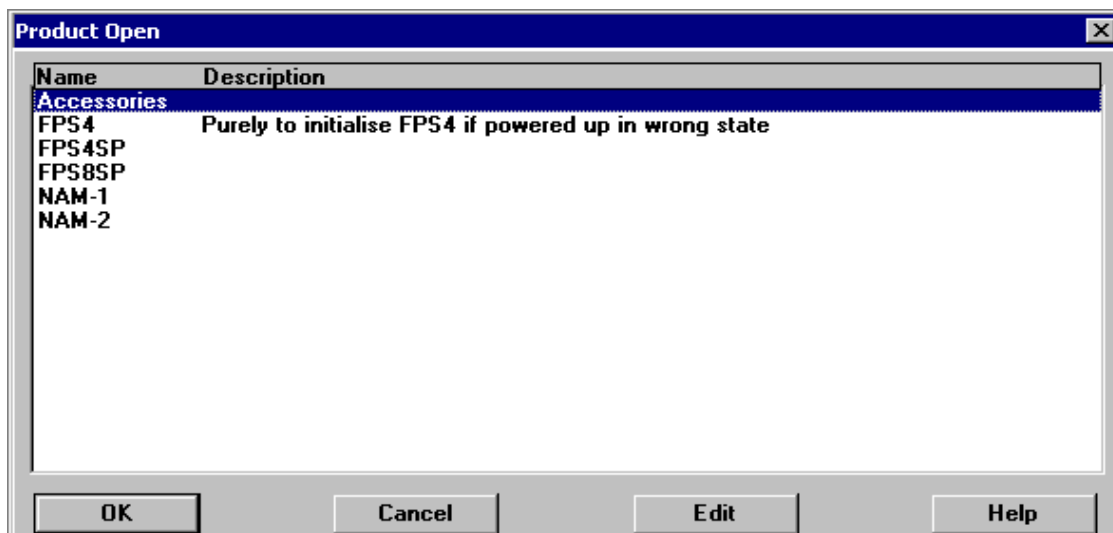 Product Open
Name Description
Accessories
FPS4 Purely to initialise FPS4 if powered up in wrong state
FPS4SP
FPS8SP
NAM-1
NAM-2
OK Cancel Edit Help